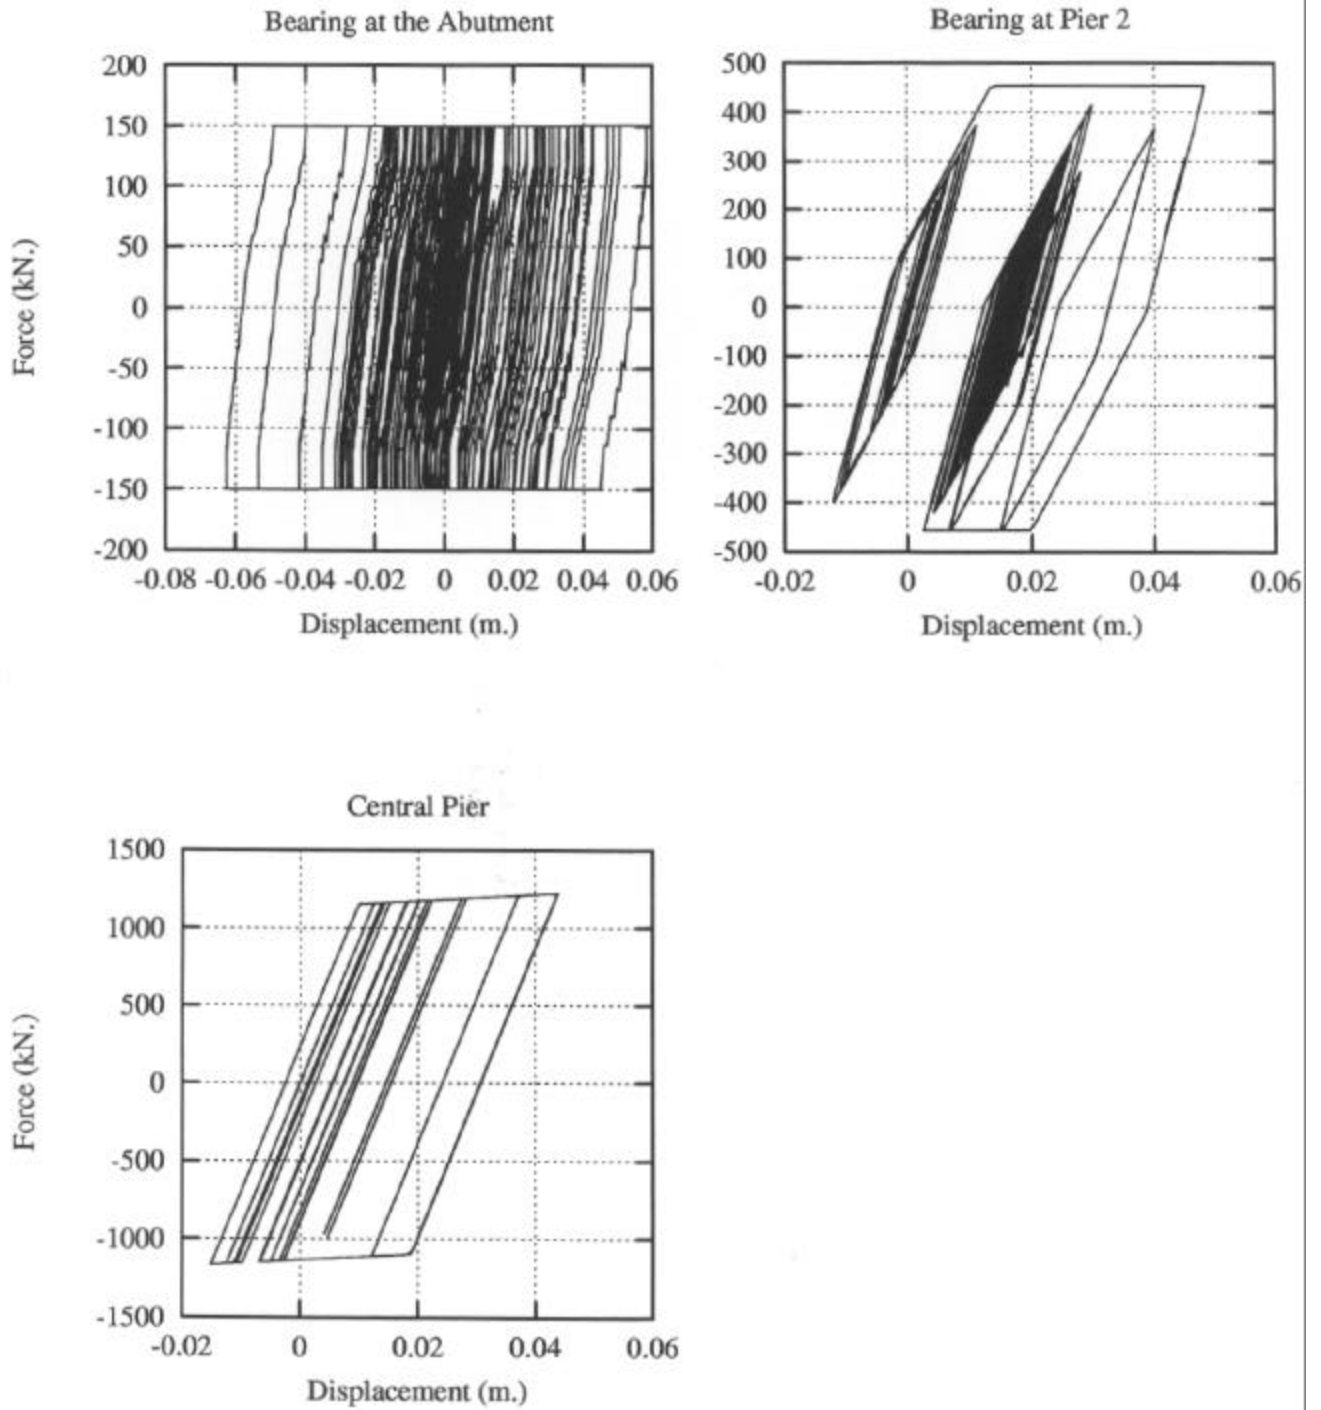 Bearing at the Abutment
200
150
100
50
0
-50
-100
-150
-200
Force (kN.)
-0.08 -0.06 -0.04 -0.02 0 0.02 0.04 0.06
Displacement (m.)
Bearing at Pier 2
500
400
300
200
100
0
-100
-200
-300
-400
-500
-0.02 0 0.02 0.04 0.06
Displacement (m.)
Central Pier
1500
1000
500
0
-500
-1000
-1500
Force (kN.)
-0.02 0 0.02 0.04 0.06
Displacement (m.)